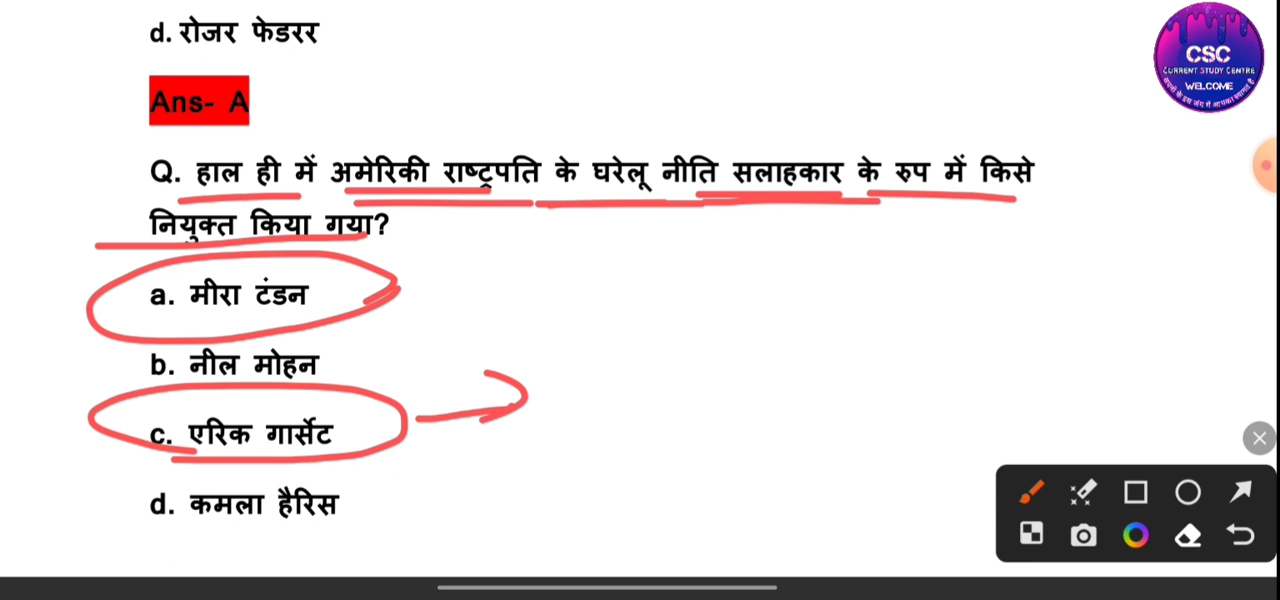 d. रोजर फेडरर
CSC
CURRENT STUDY CENTRE
WELCOME
Ans- A
Q. हाल ही में अमेरिकी राष्ट्रपति के घरेलू नीति सलाहकार के रुप में किसे
नियुक्त किया गया?
a. मीरा टंडन
b. नील मोहन
c. एरिक गार्सेट
d. कमला हैरिस